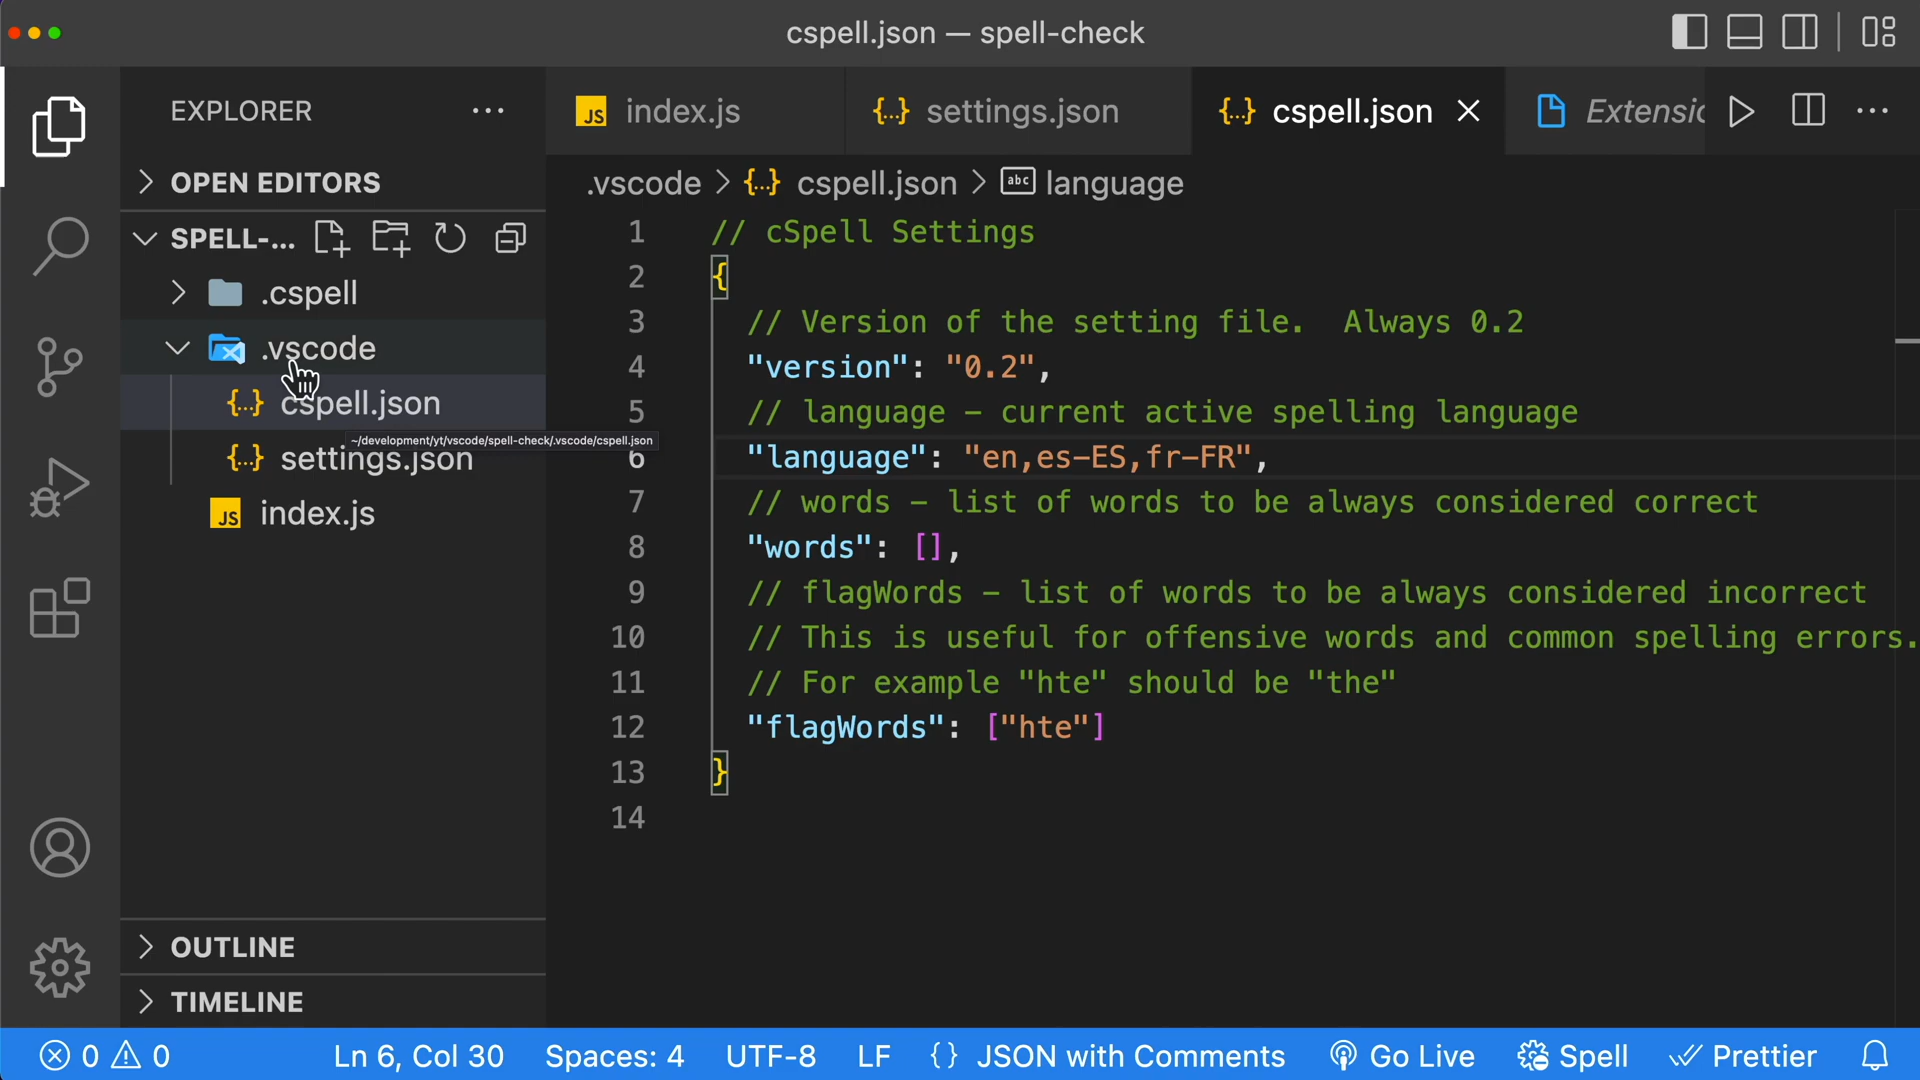 cspell.json — spell-check
EXPLORER
OPEN EDITORS
SPELL-...
.cspell
.vscode
cspell.json
~/development/yt/vscode/spell-check/.vscode/cspell.json
settings.json
JS index.js
OUTLINE
TIMELINE
JS index.js
{..} settings.json
{..} cspell.json
Extensic
.vscode > {..} cspell.json > abc language
1 // cSpell Settings
2 {
3 // Version of the setting file.  Always 0.2
4 "version": "0.2",
5 // language – current active spelling language
6 "language": "en,es-ES,fr-FR",
7 // words – list of words to be always considered correct
8 "words": [],
9 // flagWords – list of words to be always considered incorrect
10 // This is useful for offensive words and common spelling errors.
11 // For example "hte" should be "the"
12 "flagWords": ["hte"]
13 }
14
0 0 Ln 6, Col 30 Spaces: 4 UTF-8 LF {} JSON with Comments Go Live Spell Prettier